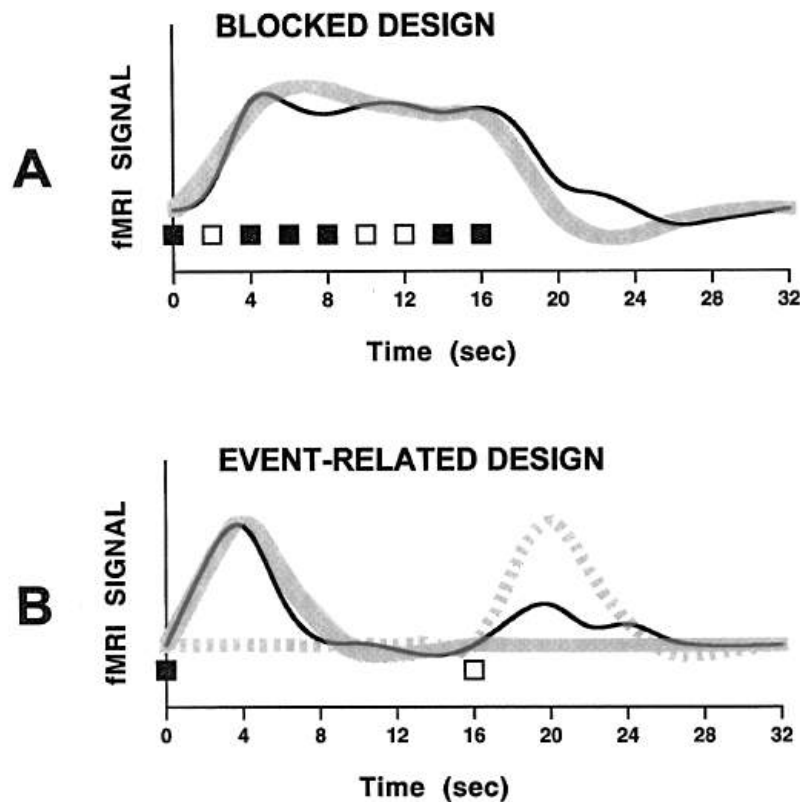 BLOCKED DESIGN
A
fMRI SIGNAL
0 4 8 12 16 20 24 28 32
Time (sec)
EVENT-RELATED DESIGN
B
fMRI SIGNAL
0 4 8 12 16 20 24 28 32
Time (sec)